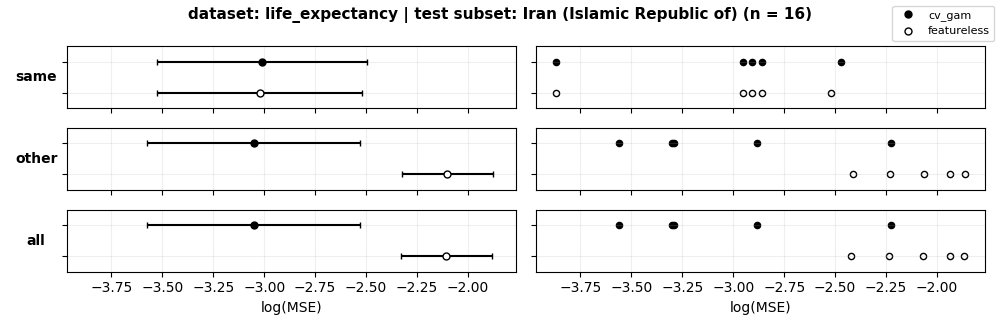 dataset: life_expectancy | test subset: Iran (Islamic Republic of) (n = 16)
cv_gam
featureless
same
other
all
−3.75 −3.50 −3.25 −3.00 −2.75 −2.50 −2.25 −2.00
−3.75 −3.50 −3.25 −3.00 −2.75 −2.50 −2.25 −2.00
log(MSE)
log(MSE)